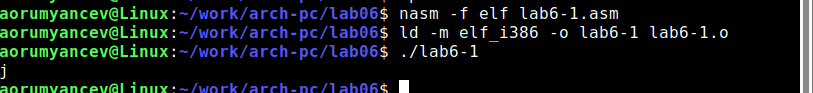 aorumyancev@Linux:~/work/arch-pc/lab06$ nasm -f elf lab6-1.asm
aorumyancev@Linux:~/work/arch-pc/lab06$ ld -m elf_i386 -o lab6-1 lab6-1.o
aorumyancev@Linux:~/work/arch-pc/lab06$ ./lab6-1
j
aorumyancev@Linux:~/work/arch-pc/lab06$